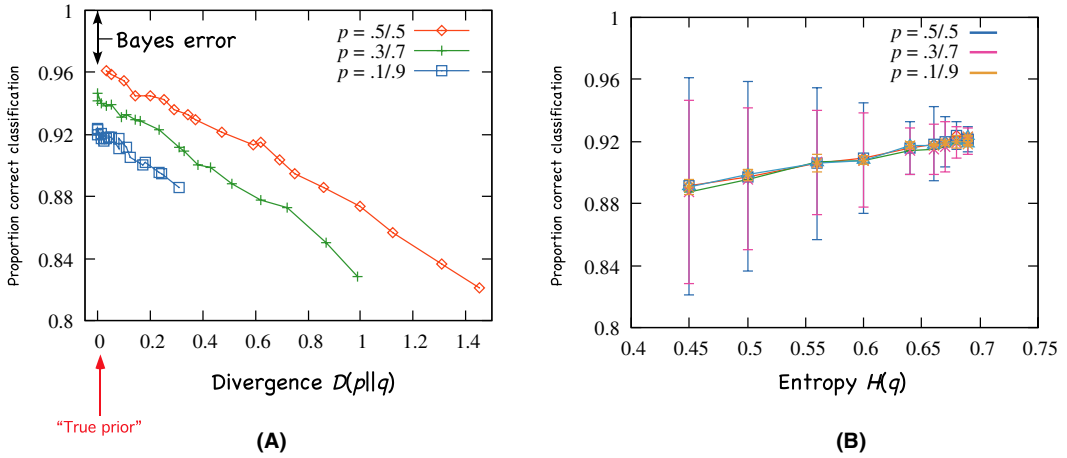 1
0.96
0.92
0.88
0.84
0.8
Proportion correct classification
Bayes error
p = .5/.5
p = .3/.7
p = .1/.9
0 0.2 0.4 0.6 0.8 1 1.2 1.4
Divergence D(p||q)
"True prior"
(A)
1
0.96
0.92
0.88
0.84
0.8
Proportion correct classification
p = .5/.5
p = .3/.7
p = .1/.9
0.4 0.45 0.5 0.55 0.6 0.65 0.7 0.75
Entropy H(q)
(B)